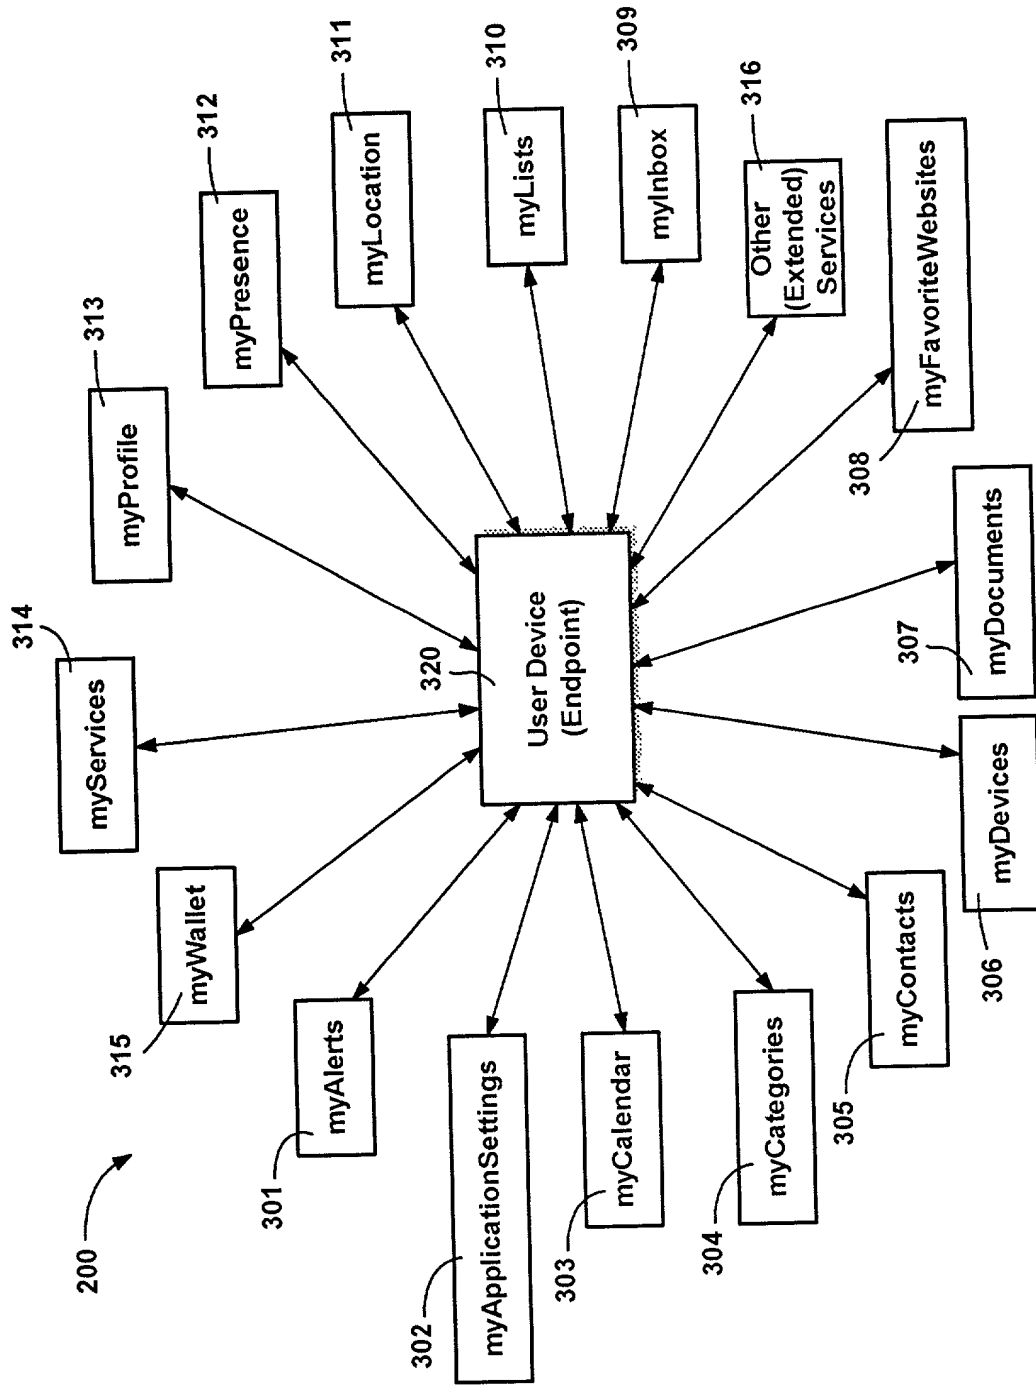 200
314
myServices
313
myProfile
315
myWallet
312
myPresence
301
myAlerts
311
myLocation
302
myApplicationSettings
320
User Device
(Endpoint)
310
myLists
303
myCalendar
309
myInbox
304
myCategories
316
Other
(Extended)
Services
305
myContacts
308
myFavoriteWebsites
306
myDevices
307
myDocuments